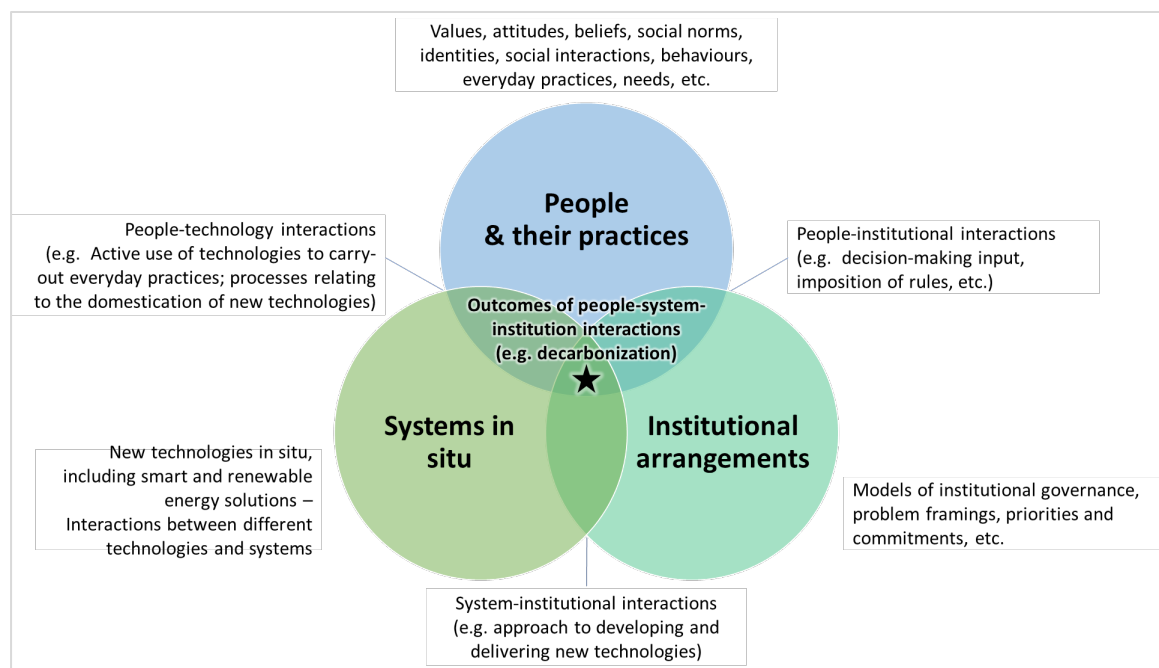 Values, attitudes, beliefs, social norms,
identities, social interactions, behaviours,
everyday practices, needs, etc.
People
& their practices
People-technology interactions
(e.g. Active use of technologies to carry-
out everyday practices; processes relating
to the domestication of new technologies)
People-institutional interactions
(e.g. decision-making input,
imposition of rules, etc.)
Outcomes of people-system-
institution interactions
(e.g. decarbonization)
Systems in
situ
Institutional
arrangements
New technologies in situ,
including smart and renewable
energy solutions –
Interactions between different
technologies and systems
Models of institutional governance,
problem framings, priorities and
commitments, etc.
System-institutional interactions
(e.g. approach to developing and
delivering new technologies)